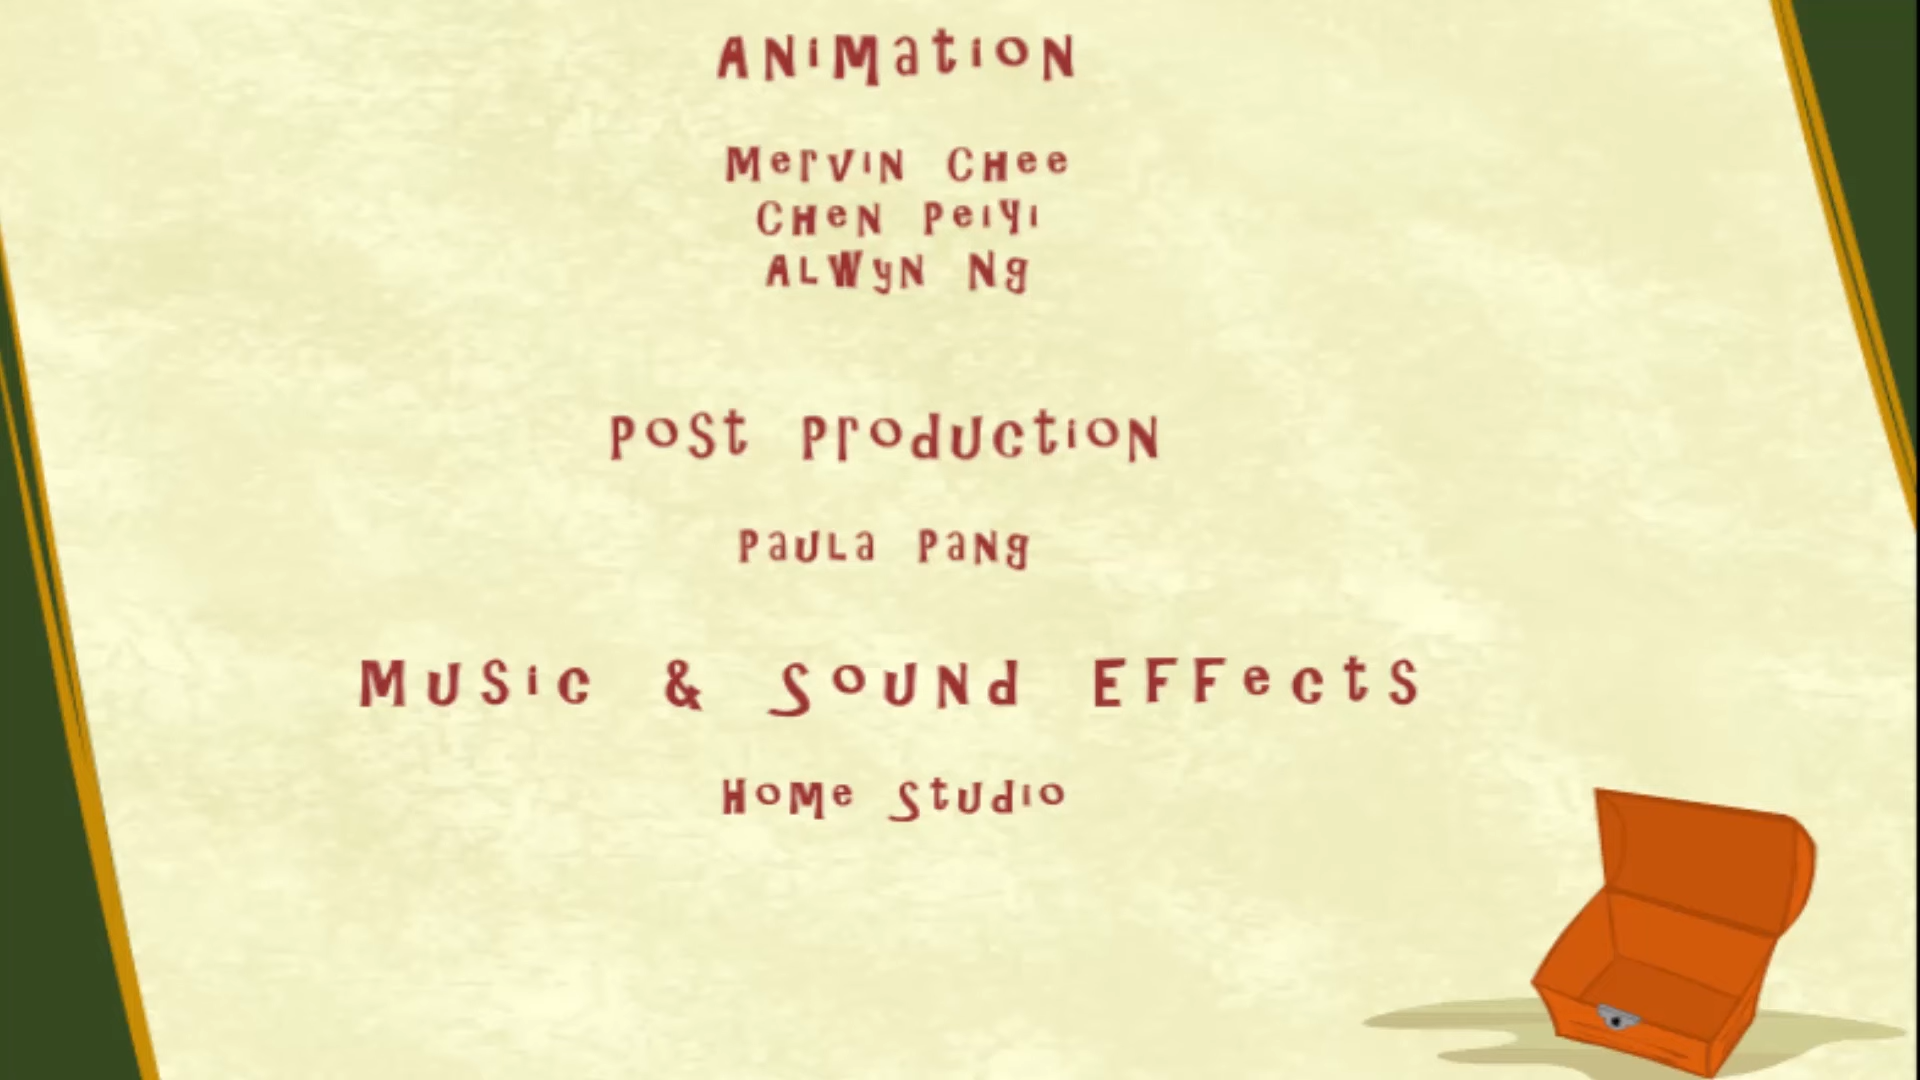 Animation
Mervin Chee
Chen Peiyi
Alwyn Ng
Post Production
Paula Pang
Music & Sound Effects
Home Studio